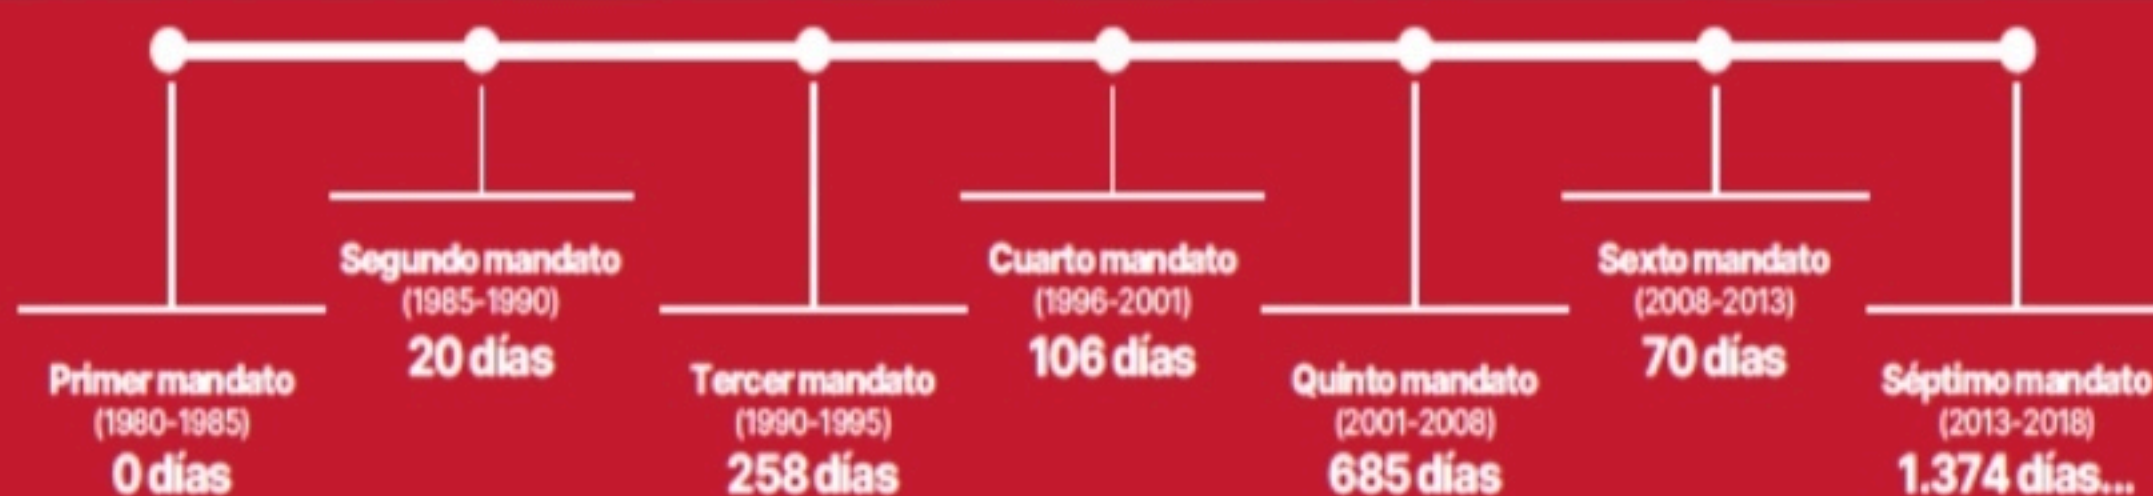 Primer mandato
(1980-1985)
0 días
Segundo mandato
(1985-1990)
20 días
Tercer mandato
(1990-1995)
258 días
Cuarto mandato
(1996-2001)
106 días
Quinto mandato
(2001-2008)
685 días
Sexto mandato
(2008-2013)
70 días
Séptimo mandato
(2013-2018)
1.374 días...